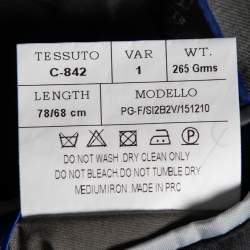 TESSUTO VAR WT.
C-842 1 265 Grms
LENGTH MODELLO
78/68 cm PG-F/SI2B2V/151210
DO NOT WASH.DRY CLEAN ONLY
DO NOT BLEACH.DO NOT TUMBLE DRY
MEDIUM IRON. MADE IN PRC